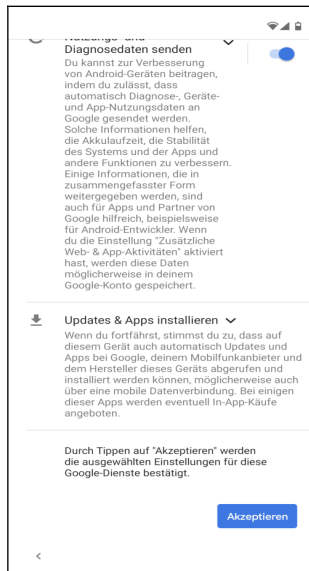 Nutzungs- und
Diagnosedaten senden
Du kannst zur Verbesserung
von Android-Geräten beitragen,
indem du zulässt, dass
automatisch Diagnose-, Geräte-
und App-Nutzungsdaten an
Google gesendet werden.
Solche Informationen helfen,
die Akkulaufzeit, die Stabilität
des Systems und der Apps und
andere Funktionen zu verbessern.
Einige Informationen, die in
zusammengefasster Form
weitergegeben werden, sind
auch für Apps und Partner von
Google hilfreich, beispielsweise
für Android-Entwickler. Wenn
du die Einstellung "Zusätzliche
Web- & App-Aktivitäten" aktiviert
hast, werden diese Daten
möglicherweise in deinem
Google-Konto gespeichert.
Updates & Apps installieren
Wenn du fortfährst, stimmst du zu, dass auf
diesem Gerät auch automatisch Updates und
Apps bei Google, deinem Mobilfunkanbieter und
dem Hersteller dieses Geräts abgerufen und
installiert werden können, möglicherweise auch
über eine mobile Datenverbindung. Bei einigen
dieser Apps werden eventuell In-App-Käufe
angeboten.
Durch Tippen auf "Akzeptieren" werden
die ausgewählten Einstellungen für diese
Google-Dienste bestätigt.
Akzeptieren